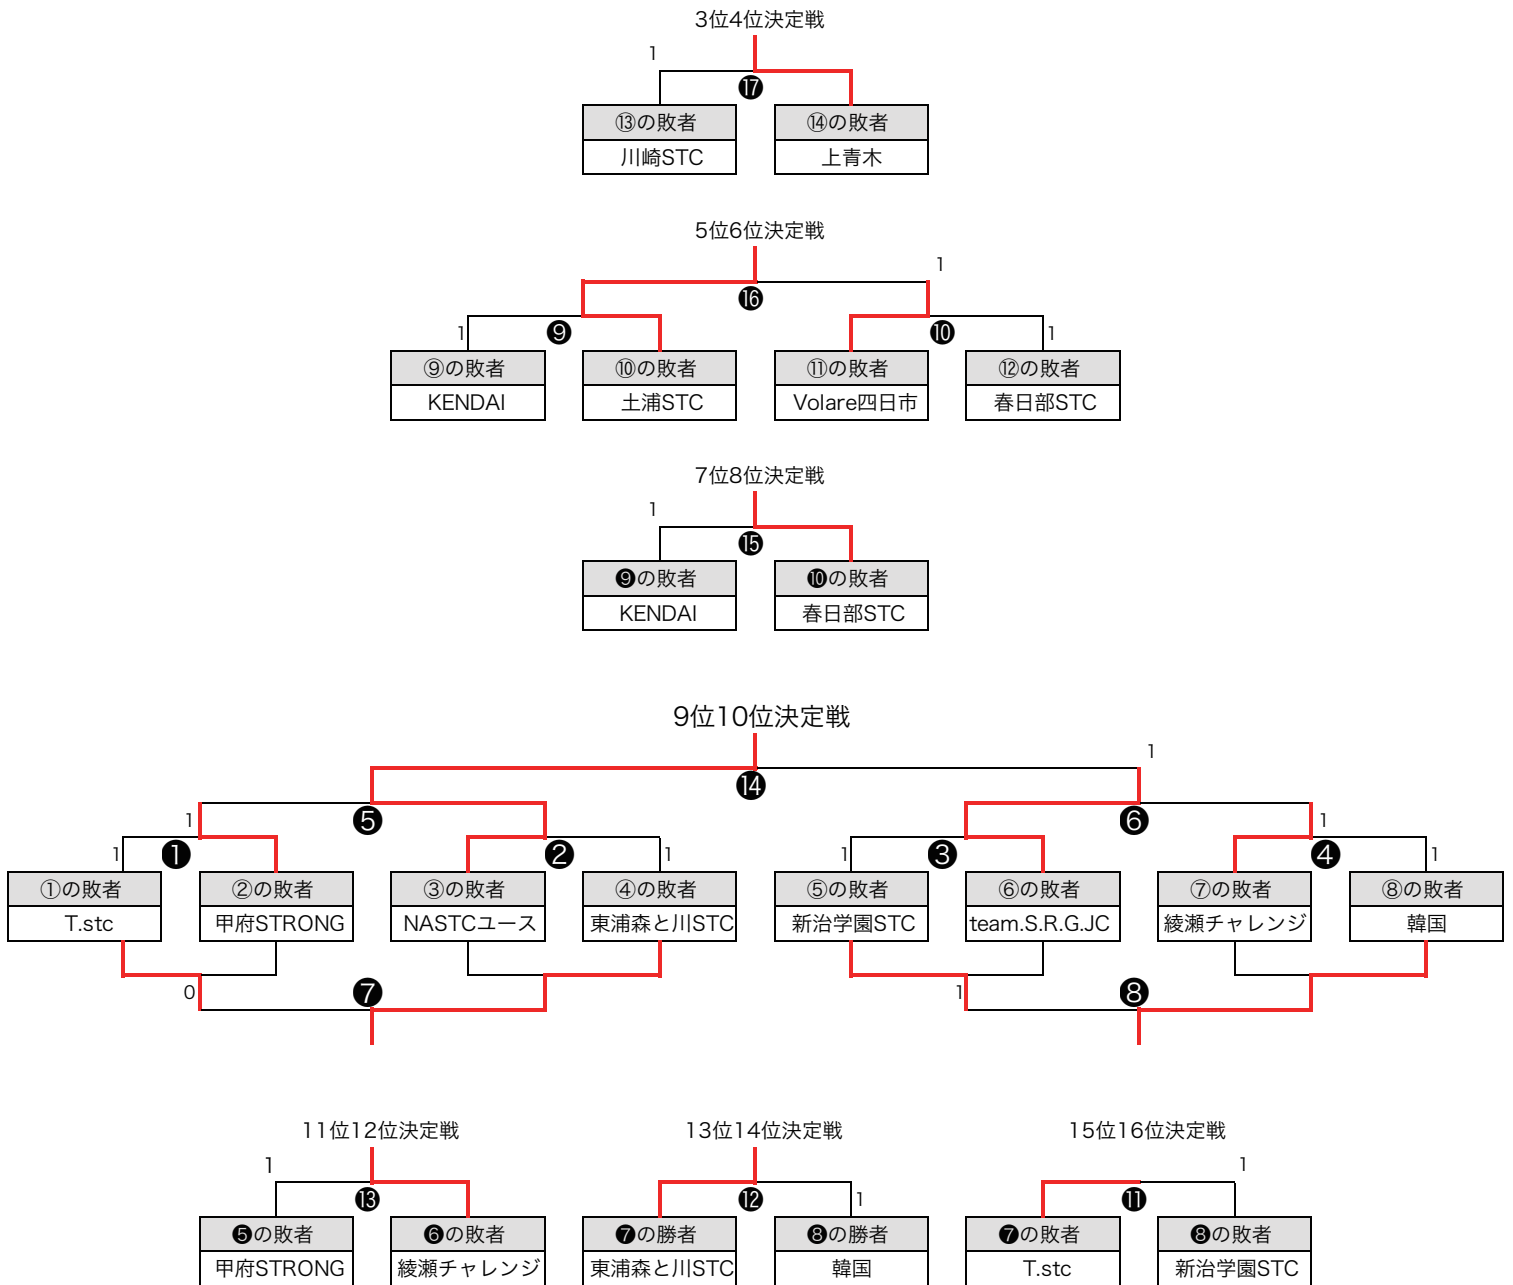 3位4位決定戦
1
⓱
⑬の敗者 ⑭の敗者
川崎STC 上青木
5位6位決定戦
1
⓰
1 ❾ ❿ 1
⑨の敗者 ⑩の敗者 ⑪の敗者 ⑫の敗者
KENDAI 土浦STC Volare四日市 春日部STC
7位8位決定戦
1
⓯
❾の敗者 ❿の敗者
KENDAI 春日部STC
9位10位決定戦
1
⓮
1 ❺ ❻ 1
1 ❶ ❷ 1 1 ❸ ❹ 1
①の敗者 ②の敗者 ③の敗者 ④の敗者 ⑤の敗者 ⑥の敗者 ⑦の敗者 ⑧の敗者
T.stc 甲府STRONG NASTCユース 東浦森と川STC 新治学園STC team.S.R.G.JC 綾瀬チャレンジ 韓国
0 ❼ 1 ❽
11位12位決定戦 13位14位決定戦 15位16位決定戦
1 1
⓭ ⓬ 1 ⓫
❺の敗者 ❻の敗者 ❼の勝者 ❽の勝者 ❼の敗者 ❽の敗者
甲府STRONG 綾瀬チャレンジ 東浦森と川STC 韓国 T.stc 新治学園STC